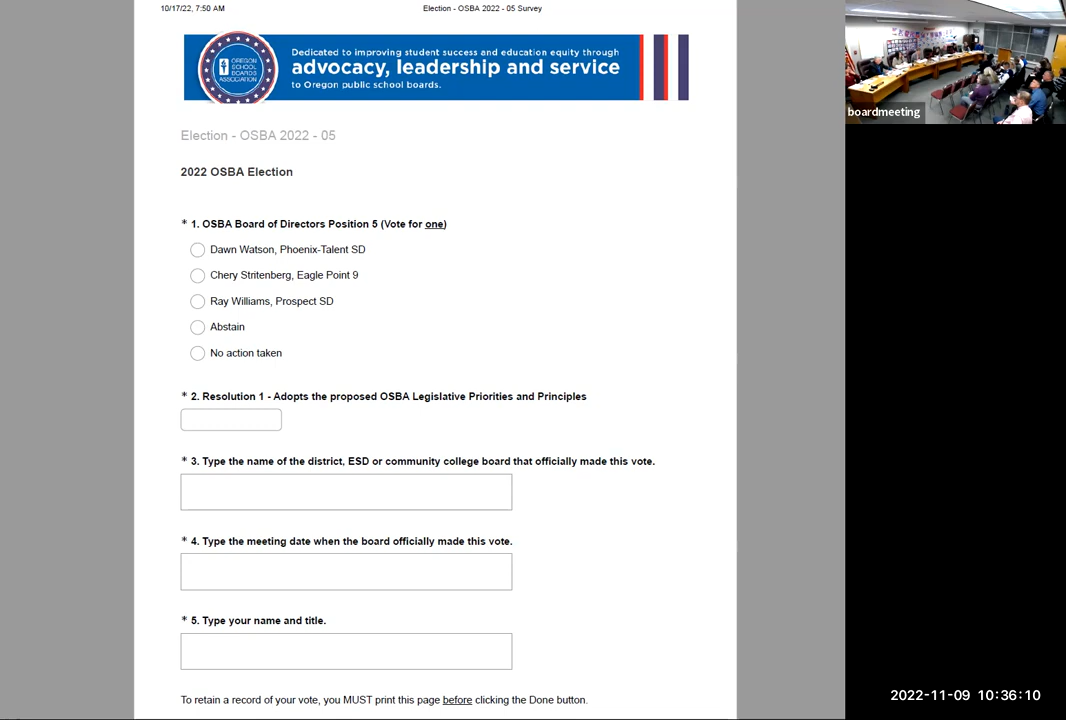 10/17/22, 7:50 AM
Election - OSBA 2022 - 05 Survey
OREGON
SCHOOL
BOARDS
ASSOCIATION
Dedicated to improving student success and education equity through
advocacy, leadership and service
to Oregon public school boards.
Election - OSBA 2022 - 05
2022 OSBA Election
* 1. OSBA Board of Directors Position 5 (Vote for one)
Dawn Watson, Phoenix-Talent SD
Chery Stritenberg, Eagle Point 9
Ray Williams, Prospect SD
Abstain
No action taken
* 2. Resolution 1 - Adopts the proposed OSBA Legislative Priorities and Principles
* 3. Type the name of the district, ESD or community college board that officially made this vote.
* 4. Type the meeting date when the board officially made this vote.
* 5. Type your name and title.
To retain a record of your vote, you MUST print this page before clicking the Done button.
boardmeeting
2022-11-09 10:36:10